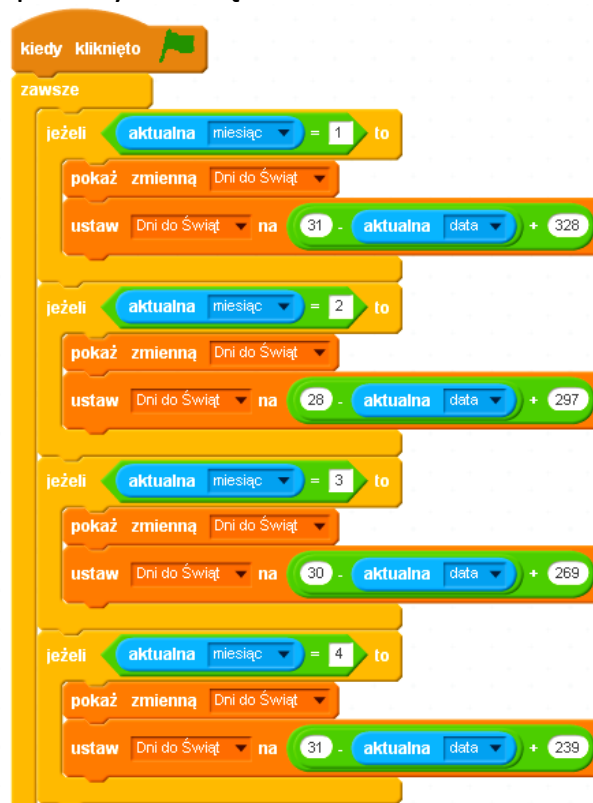 kiedy kliknięto
zawsze
jeżeli aktualna miesiąc = 1 to
pokaż zmienną Dni do Świąt
ustaw Dni do Świąt na 31 - aktualna data + 328
jeżeli aktualna miesiąc = 2 to
pokaż zmienną Dni do Świąt
ustaw Dni do Świąt na 28 - aktualna data + 297
jeżeli aktualna miesiąc = 3 to
pokaż zmienną Dni do Świąt
ustaw Dni do Świąt na 30 - aktualna data + 269
jeżeli aktualna miesiąc = 4 to
pokaż zmienną Dni do Świąt
ustaw Dni do Świąt na 31 - aktualna data + 239